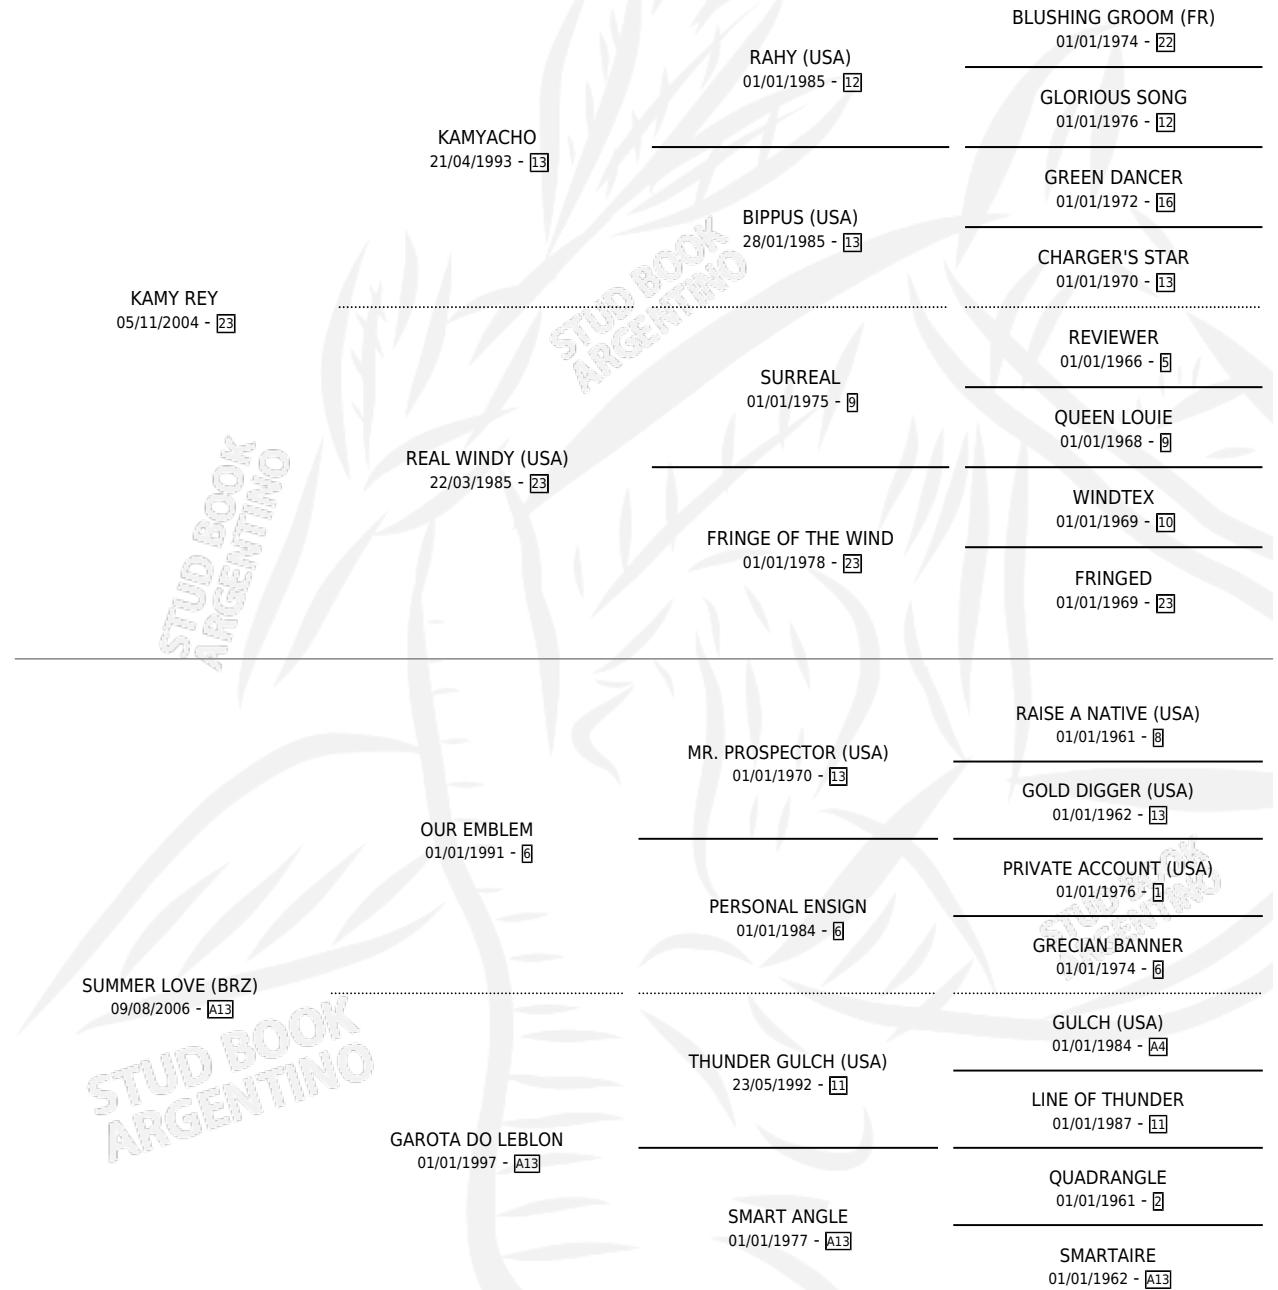 BLUSHING GROOM (FR)
01/01/1974 - 22
RAHY (USA)
01/01/1985 - 12
GLORIOUS SONG
01/01/1976 - 12
KAMYACHO
21/04/1993 - 13
GREEN DANCER
01/01/1972 - 16
BIPPUS (USA)
28/01/1985 - 13
CHARGER'S STAR
01/01/1970 - 13
KAMY REY
05/11/2004 - 23
REVIEWER
01/01/1966 - 5
SURREAL
01/01/1975 - 9
QUEEN LOUIE
01/01/1968 - 9
REAL WINDY (USA)
22/03/1985 - 23
WINDTEX
01/01/1969 - 10
FRINGE OF THE WIND
01/01/1978 - 23
FRINGED
01/01/1969 - 23
STUD BOOK
ARGENTINO
STUD BOOK
ARGENTINO
RAISE A NATIVE (USA)
01/01/1961 - 8
MR. PROSPECTOR (USA)
01/01/1970 - 13
GOLD DIGGER (USA)
01/01/1962 - 13
OUR EMBLEM
01/01/1991 - 6
PRIVATE ACCOUNT (USA)
01/01/1976 - 1
PERSONAL ENSIGN
01/01/1984 - 6
GRECIAN BANNER
01/01/1974 - 6
SUMMER LOVE (BRZ)
09/08/2006 - A13
GULCH (USA)
01/01/1984 - A4
THUNDER GULCH (USA)
23/05/1992 - 11
LINE OF THUNDER
01/01/1987 - 11
GAROTA DO LEBLON
01/01/1997 - A13
QUADRANGLE
01/01/1961 - 2
SMART ANGLE
01/01/1977 - A13
SMARTAIRE
01/01/1962 - A13
STUD BOOK
ARGENTINO
STUD BOOK
ARGENTINO